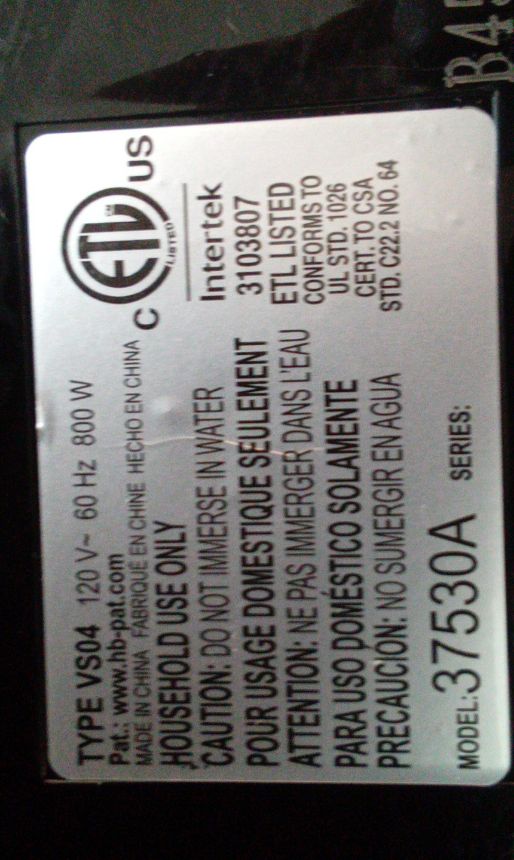 TYPE VS04 120 V~ 60 Hz 800 W
Pat.: www.hb-pat.com
MADE IN CHINA FABRIQUÉ EN CHINE HECHO EN CHINA
HOUSEHOLD USE ONLY
CAUTION: DO NOT IMMERSE IN WATER
POUR USAGE DOMESTIQUE SEULEMENT
ATTENTION: NE PAS IMMERGER DANS L'EAU
PARA USO DOMÉSTICO SOLAMENTE
PRECAUCIÓN: NO SUMERGIR EN AGUA
MODEL: 37530A SERIES:
C ETL LISTED US
Intertek
3103807
ETL LISTED
CONFORMS TO
UL STD. 1026
CERT. TO CSA
STD. C22.2 NO. 64